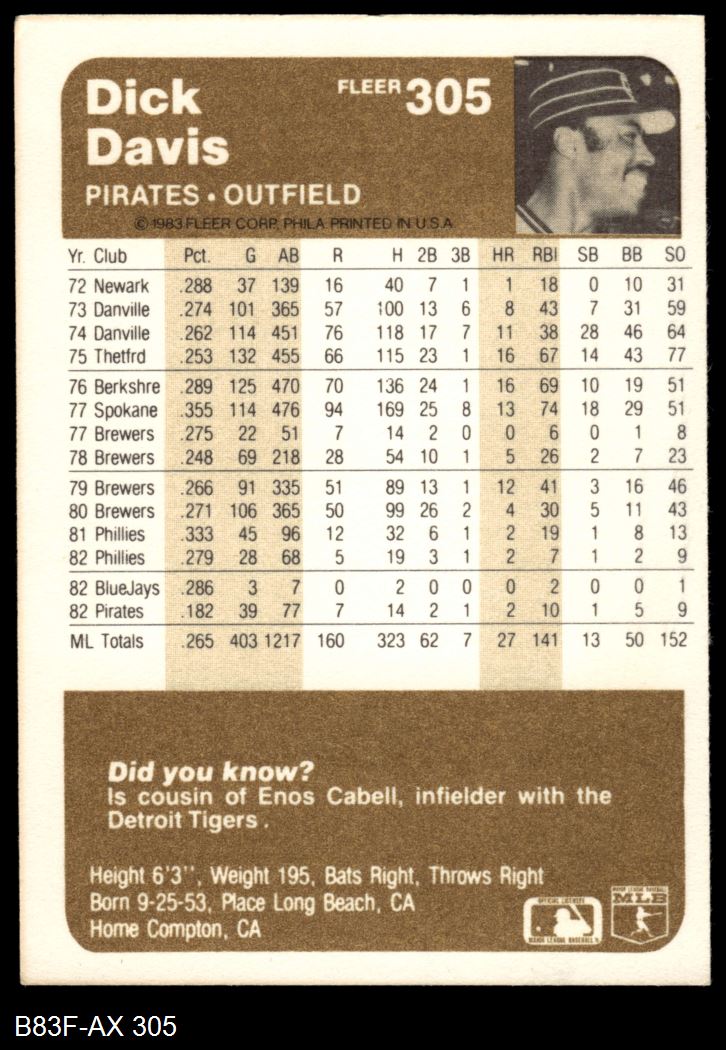 Dick
Davis
FLEER 305
PIRATES • OUTFIELD
© 1983 FLEER CORP. PHILA PRINTED IN U.S.A
Yr. Club Pct. G AB R H 2B 3B HR RBI SB BB SO
72 Newark .288 37 139 16 40 7 1 1 18 0 10 31
73 Danville .274 101 365 57 100 13 6 8 43 7 31 59
74 Danville .262 114 451 76 118 17 7 11 38 28 46 64
75 Thetfrd .253 132 455 66 115 23 1 16 67 14 43 77
76 Berkshre .289 125 470 70 136 24 1 16 69 10 19 51
77 Spokane .355 114 476 94 169 25 8 13 74 18 29 51
77 Brewers .275 22 51 7 14 2 0 0 6 0 1 8
78 Brewers .248 69 218 28 54 10 1 5 26 2 7 23
79 Brewers .266 91 335 51 89 13 1 12 41 3 16 46
80 Brewers .271 106 365 50 99 26 2 4 30 5 11 43
81 Phillies .333 45 96 12 32 6 1 2 19 1 8 13
82 Phillies .279 28 68 5 19 3 1 2 7 1 2 9
82 BlueJays .286 3 7 0 2 0 0 0 2 0 0 1
82 Pirates .182 39 77 7 14 2 1 2 10 1 5 9
ML Totals .265 403 1217 160 323 62 7 27 141 13 50 152
Did you know?
Is cousin of Enos Cabell, infielder with the
Detroit Tigers.
Height 6'3'', Weight 195, Bats Right, Throws Right
Born 9-25-53, Place Long Beach, CA
Home Compton, CA
OFFICIAL LICENSEE
MAJOR LEAGUE BASEBALL
MAJOR LEAGUE BASEBALL
MLB
B83F-AX 305